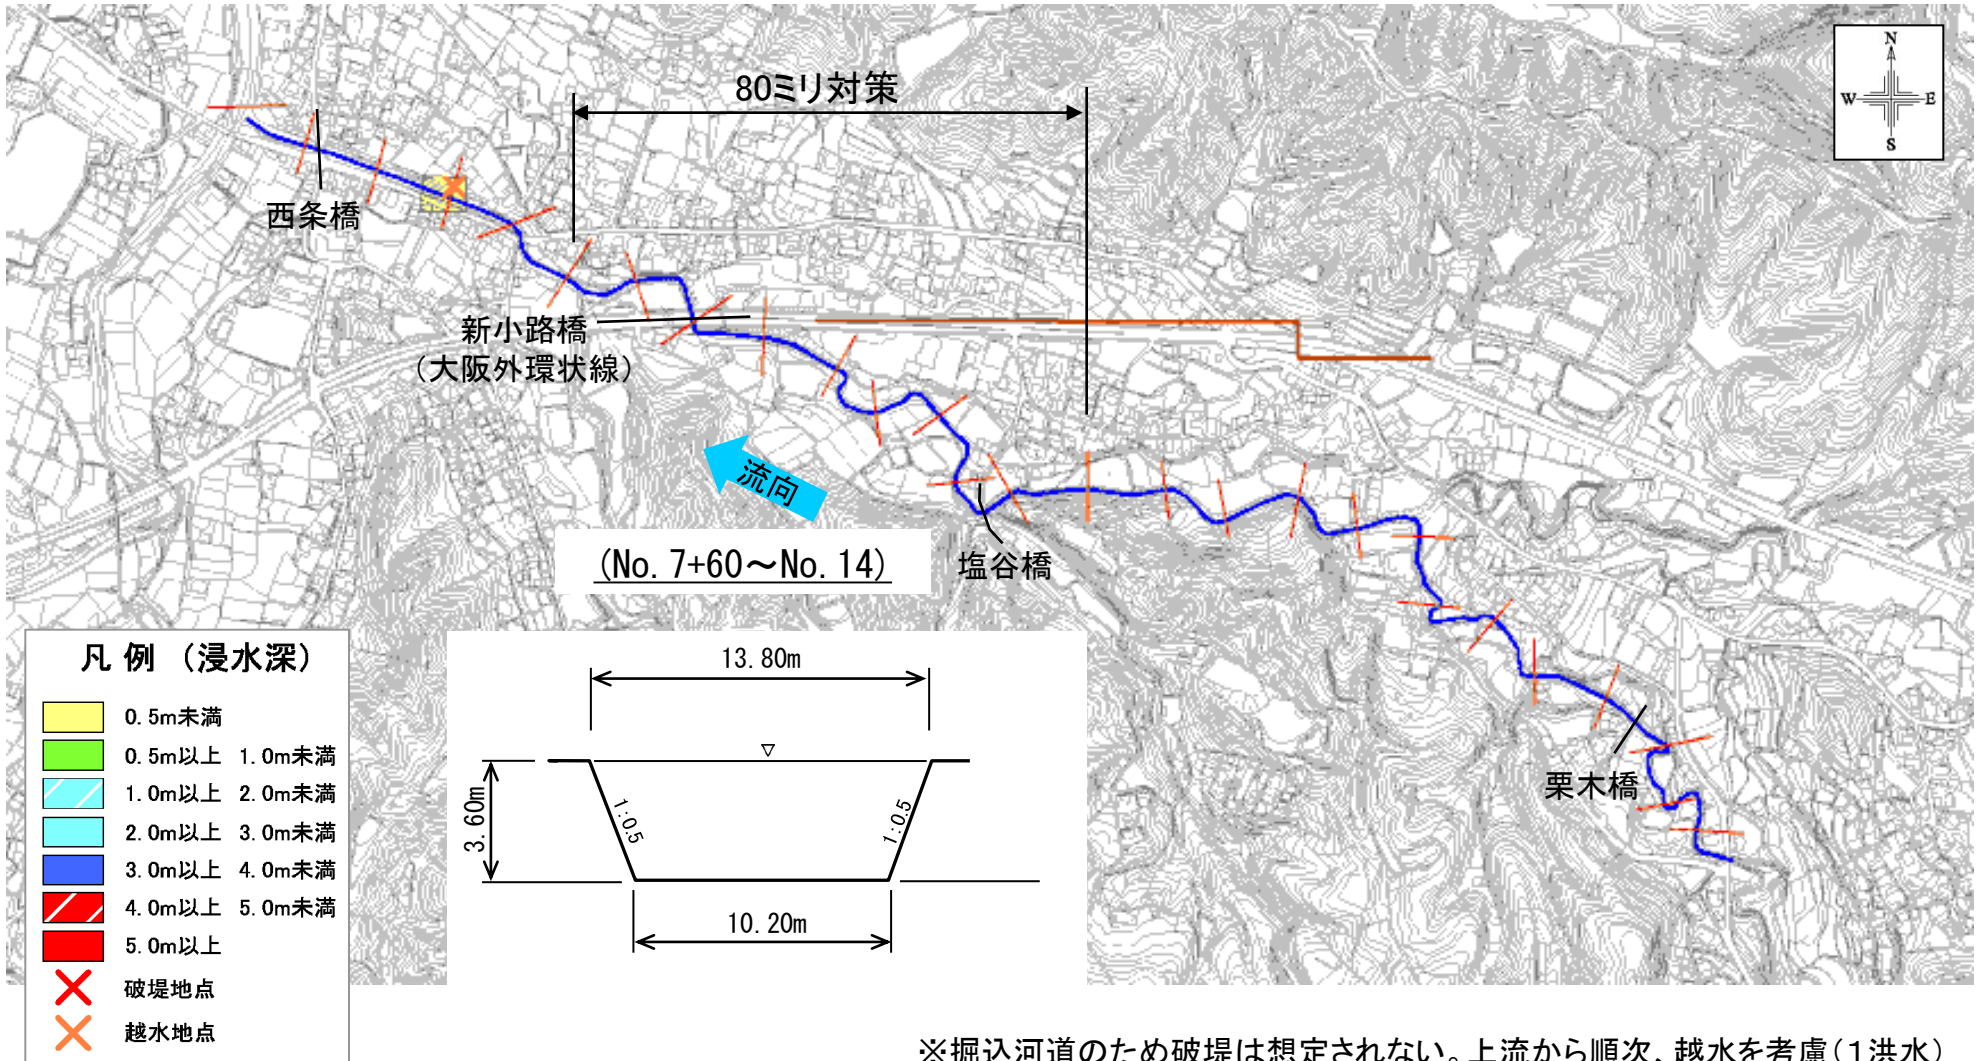 80ミリ対策
N
W
E
S
西条橋
新小路橋
（大阪外環状線）
流向
(No. 7+60～No. 14)
塩谷橋
栗木橋
凡 例 （浸水深）
0. 5m未満
0. 5m以上 1. 0m未満
1. 0m以上 2. 0m未満
2. 0m以上 3. 0m未満
3. 0m以上 4. 0m未満
4. 0m以上 5. 0m未満
5. 0m以上
破堤地点
越水地点
13. 80m
▽
3. 60m
1:0.5
1:0.5
10. 20m
※掘込河道のため破堤は想定されない。上流から順次、越水を考慮（１洪水）